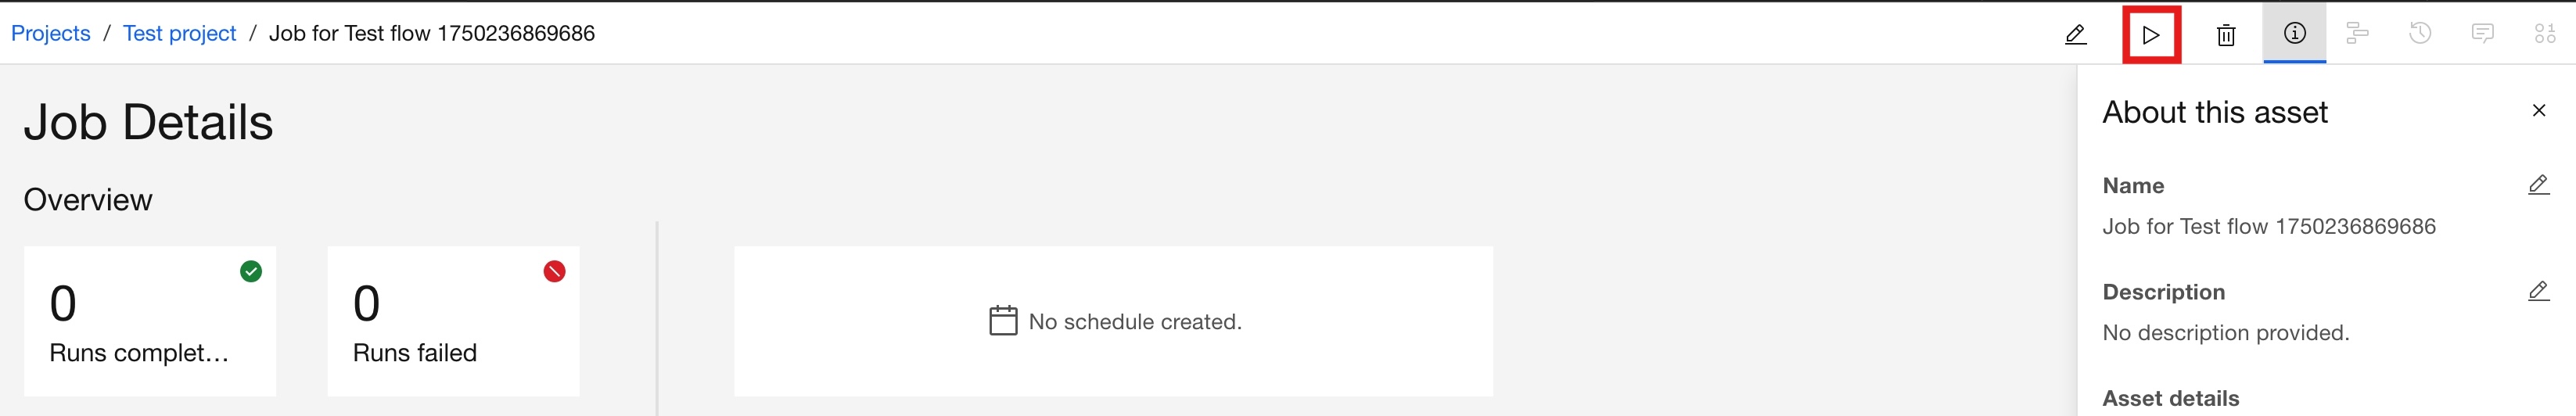 Projects / Test project / Job for Test flow 1750236869686
Job Details
Overview
0
Runs complet...
0
Runs failed
No schedule created.
About this asset
Name
Job for Test flow 1750236869686
Description
No description provided.
Asset details